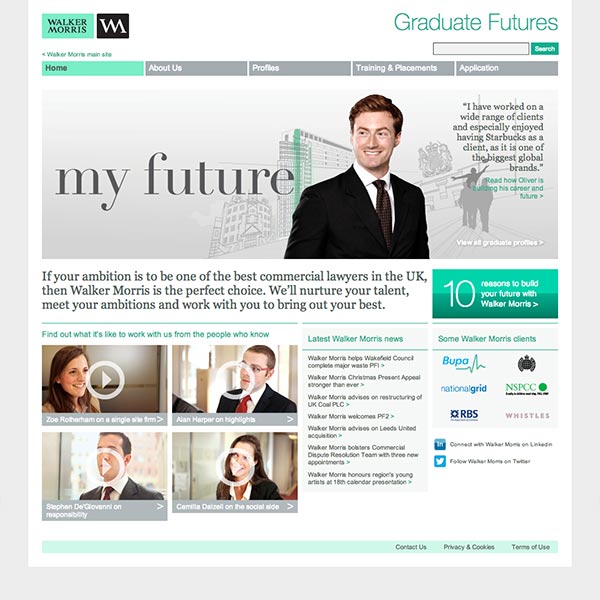 WALKER
MORRIS
WM
Graduate Futures
< Walker Morris main site
Search
Home
About Us
Profiles
Training & Placements
Application
my future
“I have worked on a
wide range of clients
and especially enjoyed
having Starbucks as a
client, as it is one of
the biggest global
brands.”
Read how Oliver is
building his career and
future >
View all graduate profiles >
If your ambition is to be one of the best commercial lawyers in the UK,
then Walker Morris is the perfect choice. We’ll nurture your talent,
meet your ambitions and work with you to bring out your best.
10 reasons to build
your future with
Walker Morris >
Find out what it's like to work with us from the people who know
Zoe Rotherham on a single site firm >
Alan Harper on highlights >
Stephen De'Giovanni on
responsibility >
Camilla Dalzell on the social side >
Latest Walker Morris news
Walker Morris helps Wakefield Council
complete major waste PFI >
Walker Morris Christmas Present Appeal
stronger than ever >
Walker Morris advises on restructuring of
UK Coal PLC >
Walker Morris welcomes PF2 >
Walker Morris advises on Leeds United
acquisition >
Walker Morris bolsters Commercial
Dispute Resolution Team with three new
appointments >
Walker Morris honours region's young
artists at 18th calendar presentation >
Some Walker Morris clients
Bupa
nationalgrid
NSPCC
RBS
WHISTLES
in Connect with Walker Morris on Linkedin
Follow Walker Morris on Twitter
Contact Us
Privacy & Cookies
Terms of Use